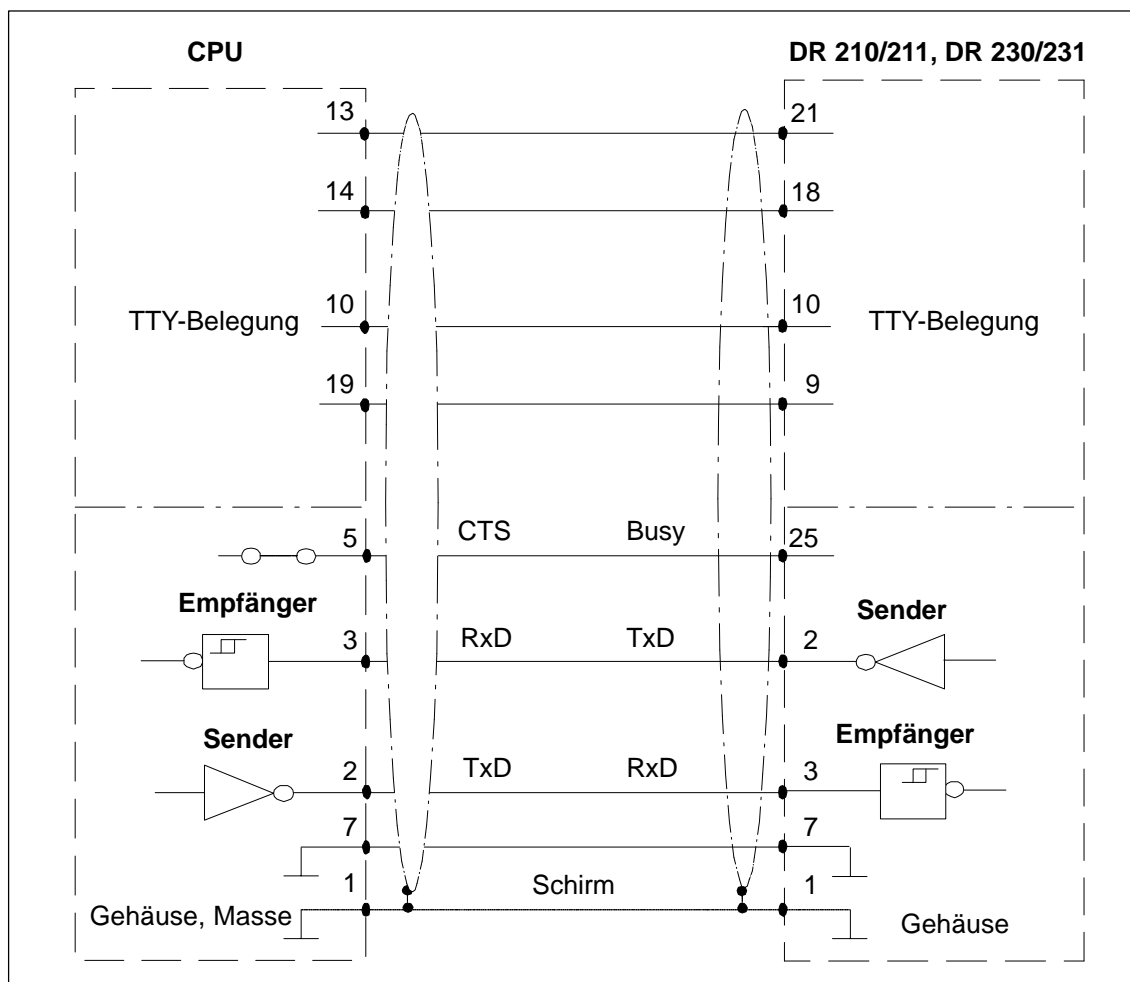 CPU DR 210/211, DR 230/231
13 21
14 18
10 10
TTY-Belegung TTY-Belegung
19 9
CTS Busy
5 25
Empfänger Sender
3 RxD TxD 2
Sender Empfänger
2 TxD RxD 3
7 7
1 Schirm 1
Gehäuse, Masse Gehäuse